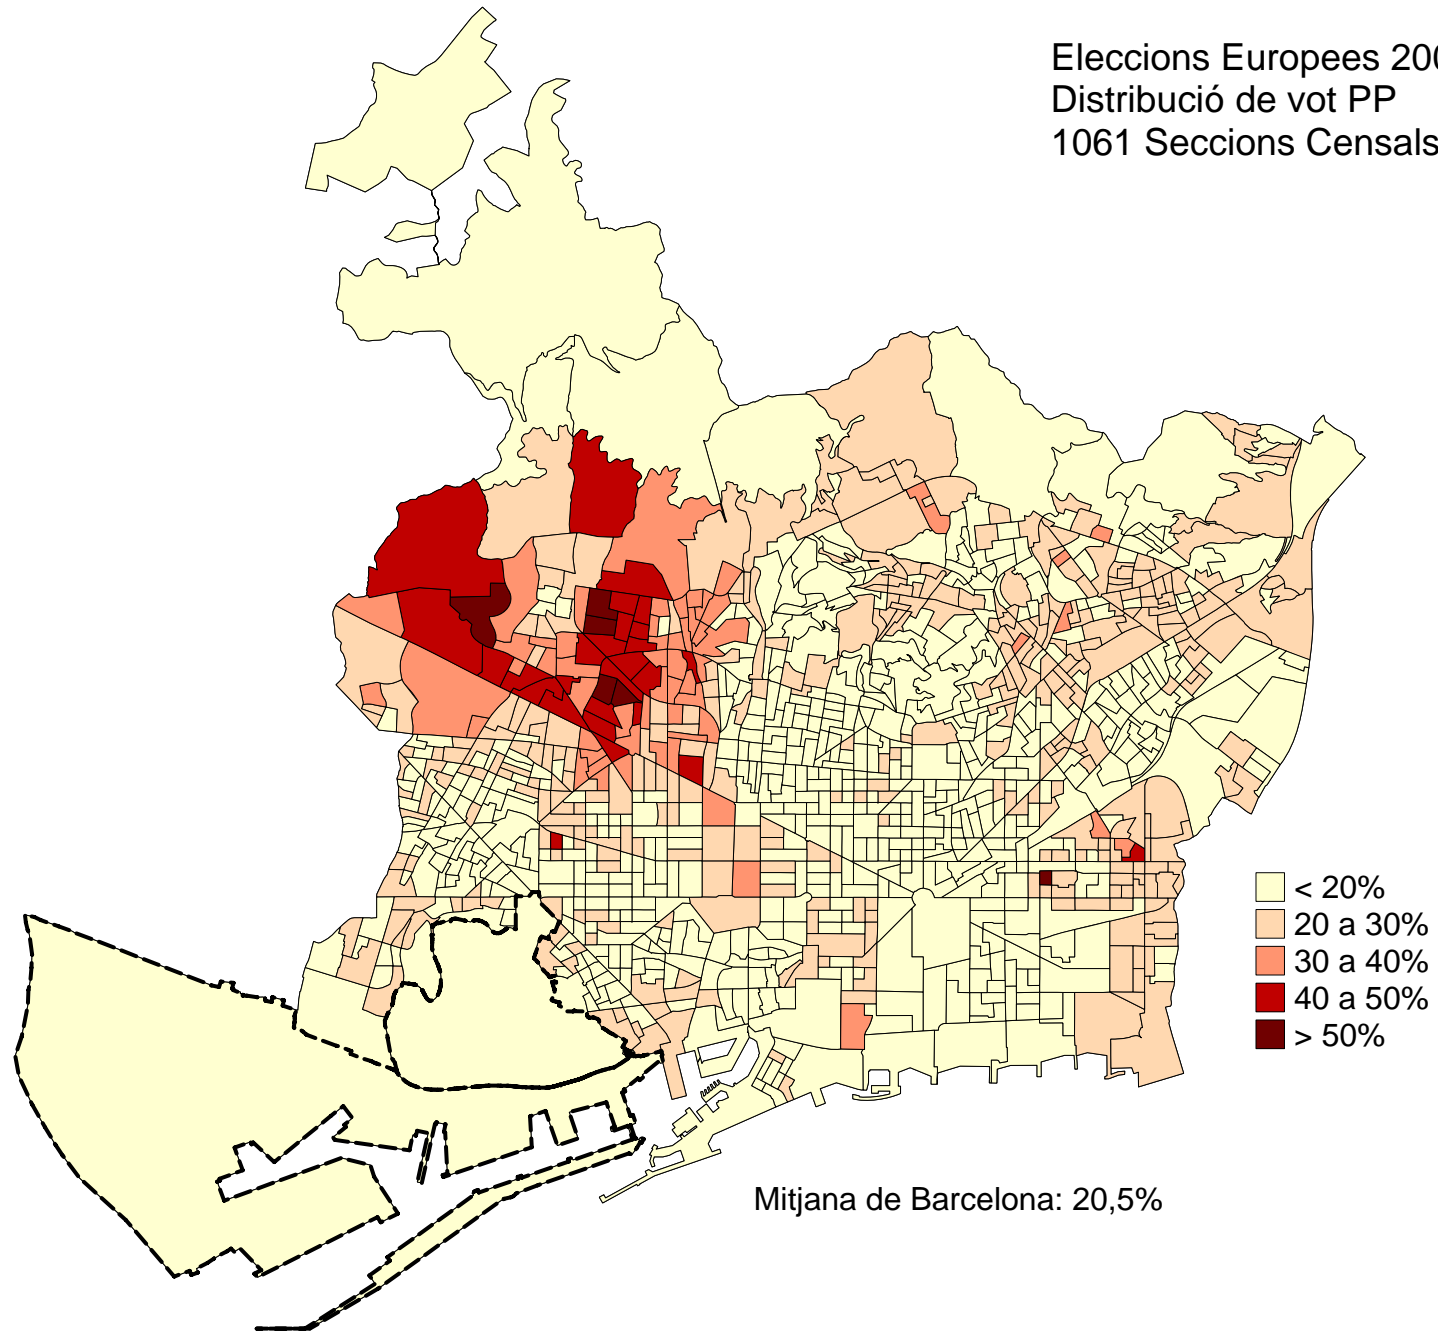 Eleccions Europees 200
Distribució de vot PP
1061 Seccions Censals
< 20%
20 a 30%
30 a 40%
40 a 50%
> 50%
Mitjana de Barcelona: 20,5%